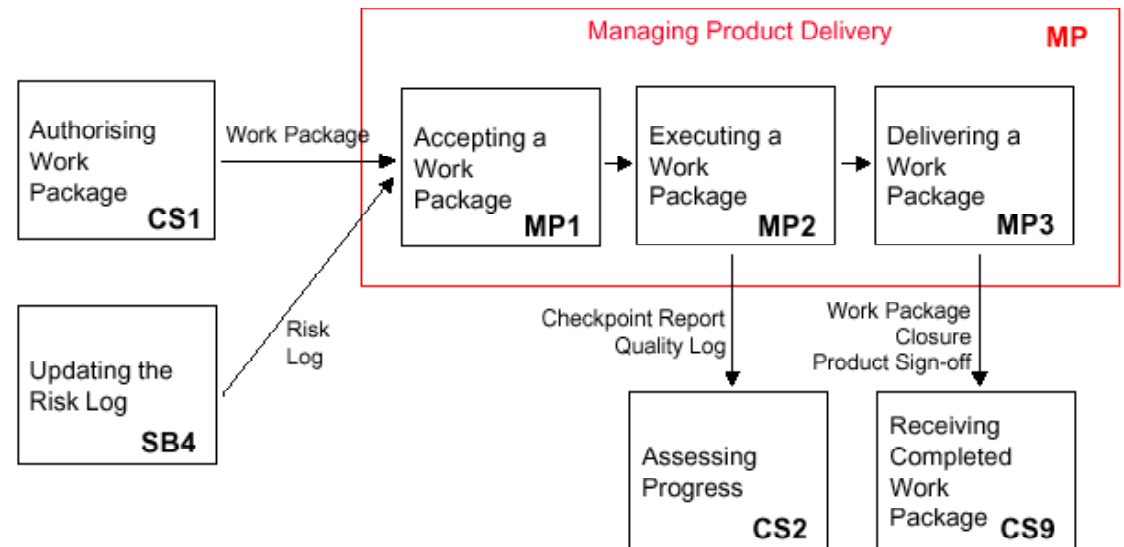 Managing Product Delivery
MP
Authorising
Work
Package
CS1
Work Package
Accepting a
Work
Package
MP1
Executing a
Work
Package
MP2
Delivering a
Work
Package
MP3
Updating the
Risk Log
SB4
Risk
Log
Checkpoint Report
Quality Log
Work Package
Closure
Product Sign-off
Assessing
Progress
CS2
Receiving
Completed
Work
Package
CS9